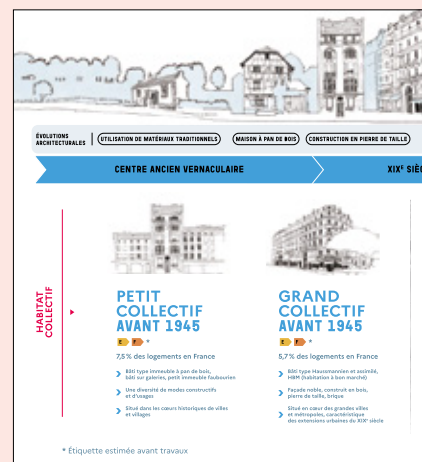 ÉVOLUTIONS
ARCHITECTURALES
UTILISATION DE MATÉRIAUX TRADITIONNELS
MAISON À PAN DE BOIS
CONSTRUCTION EN PIERRE DE TAILLE
CENTRE ANCIEN VERNACULAIRE
XIXᴱ SIÈC
HABITAT
COLLECTIF
PETIT
COLLECTIF
AVANT 1945
E F *
7,5% des logements en France
Bâti type immeuble à pan de bois,
bâti sur galeries, petit immeuble faubourien
Une diversité de modes constructifs
et d'usages
Situé dans les cœurs historiques de villes
et villages
GRAND
COLLECTIF
AVANT 1945
E F *
5,7% des logements en France
Bâti type Haussmannien et assimilé,
HBM (habitation à bon marché)
Façade noble, construit en bois,
pierre de taille, brique
Situé en cœur des grandes villes
et métropoles, caractéristique
des extensions urbaines du XIXᵉ siècle
* Étiquette estimée avant travaux